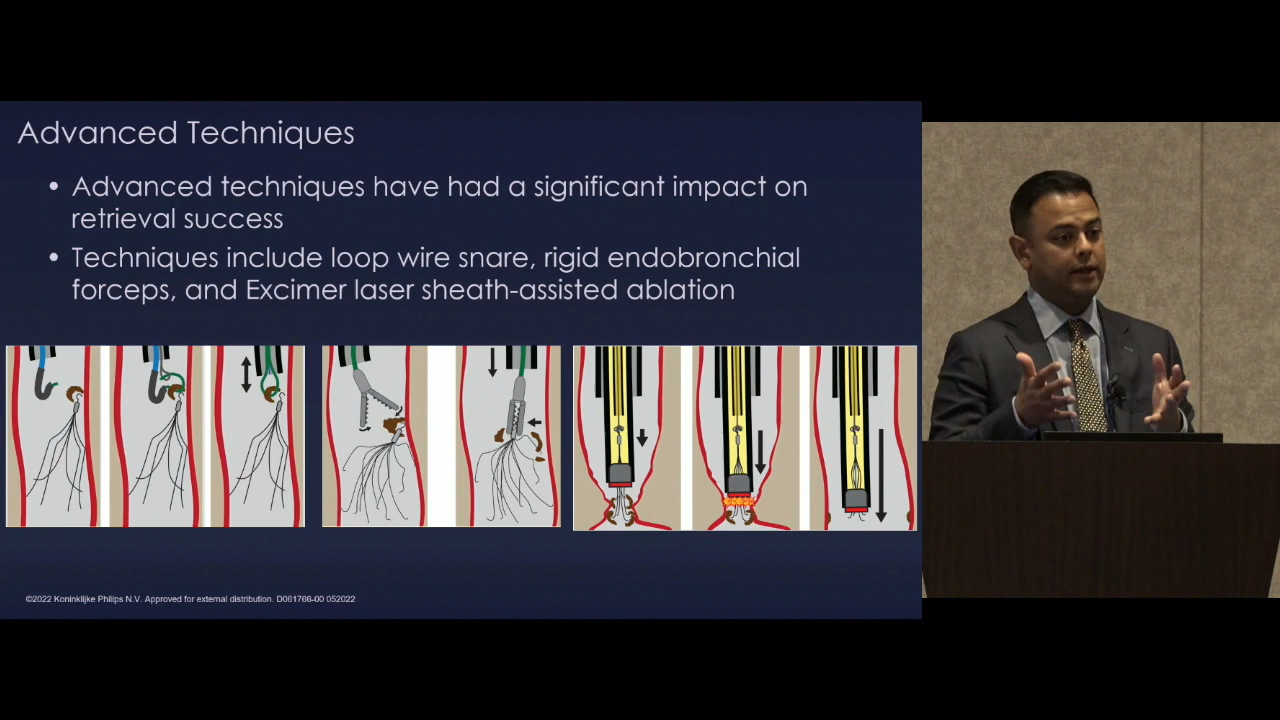 Advanced Techniques
• Advanced techniques have had a significant impact on
retrieval success
• Techniques include loop wire snare, rigid endobronchial
forceps, and Excimer laser sheath-assisted ablation
©2022 Koninklijke Philips N.V. Approved for external distribution. D061766-00 052022